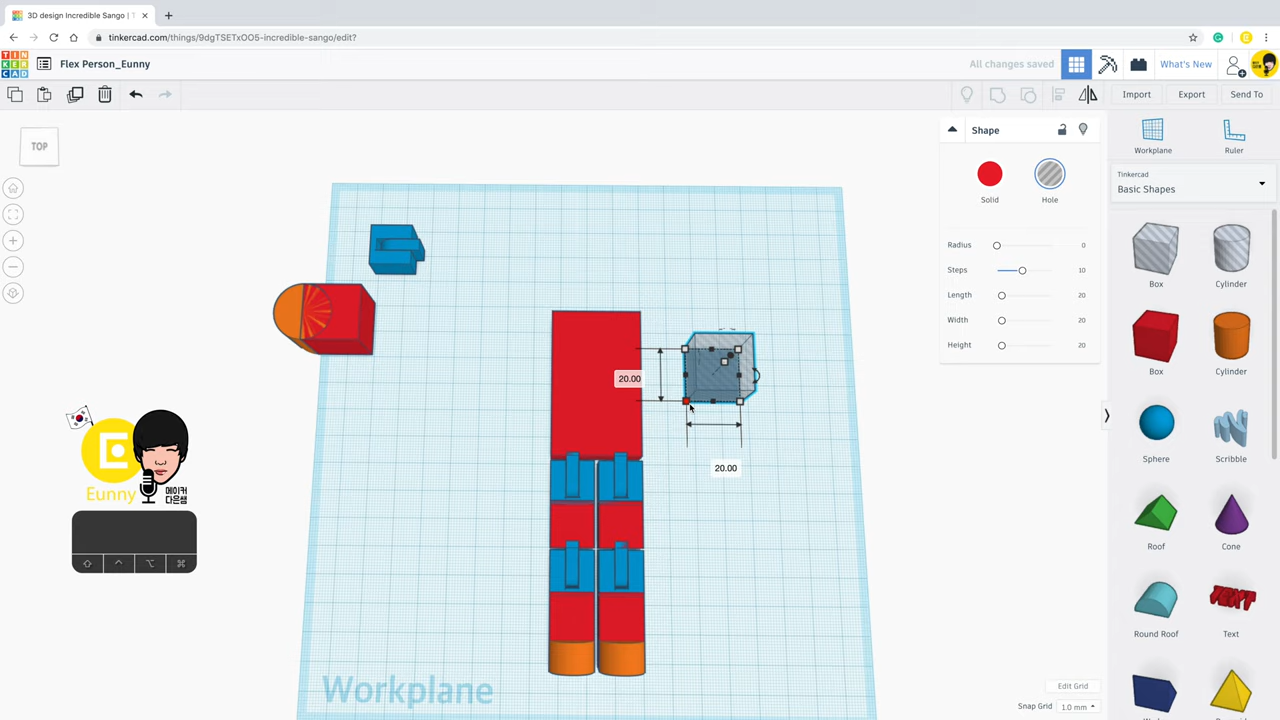 3D design Incredible Sango | T
tinkercad.com/things/9dgTSETxOO5-incredible-sango/edit?
TIN
KER
CAD
Flex Person_Eunny
All changes saved
What's New
Import
Export
Send To
TOP
Shape
Solid
Hole
Radius
0
Steps
10
Length
20
Width
20
Height
20
Workplane
Ruler
Tinkercad
Basic Shapes
Box
Cylinder
Box
Cylinder
Sphere
Scribble
Roof
Cone
Round Roof
Text
TEXT
20.00
20.00
E
Eunny
메이커
다은쌤
Workplane
Edit Grid
Snap Grid
1.0 mm